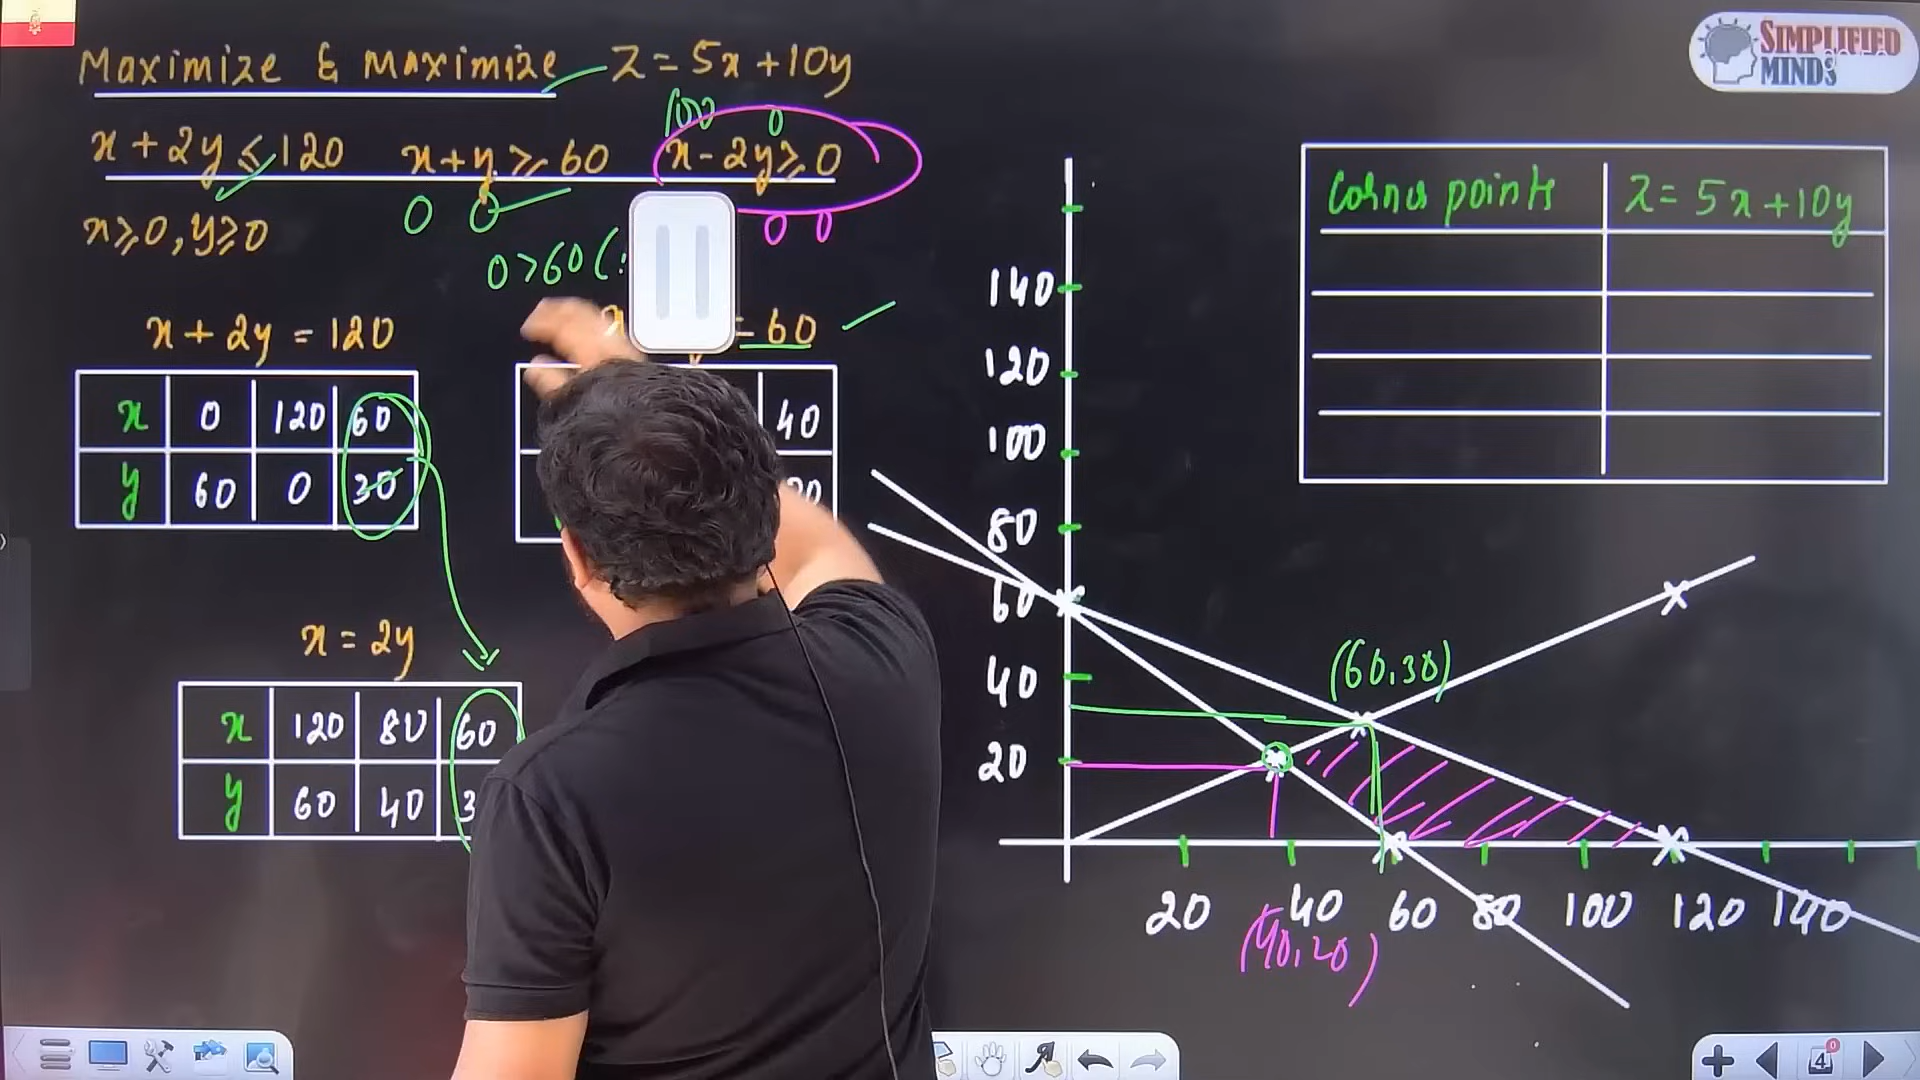 Maximize & maximize Z = 5x + 10y
SIMPLIFIED
MINDS
100 0
x + 2y ≤ 120 x + y ≥ 60 x - 2y ≥ 0
x ≥ 0, y ≥ 0
0 0 0 0
0 > 60 (
Corner points Z = 5x + 10y
x + 2y = 120
= 60
x 0 120 60
y 60 0 30
40
x = 2y
x 120 80 60
y 60 40 3
140
120
100
80
60
40
20
(60,30)
20 40 60 80 100 120 140
(40,20)
4
0